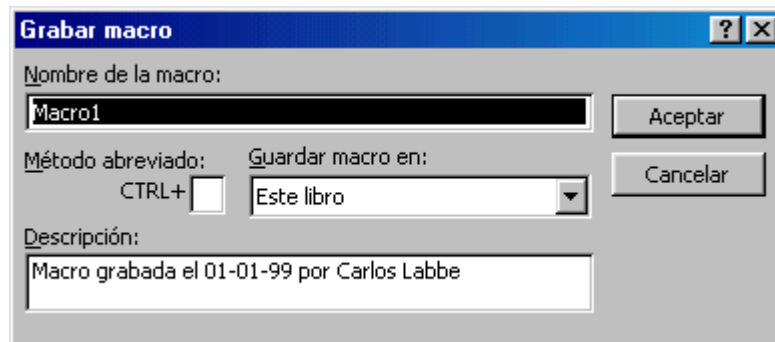 Grabar macro
Nombre de la macro:
Macro1
Aceptar
Método abreviado:
Guardar macro en:
CTRL+
Este libro
Cancelar
Descripción:
Macro grabada el 01-01-99 por Carlos Labbe